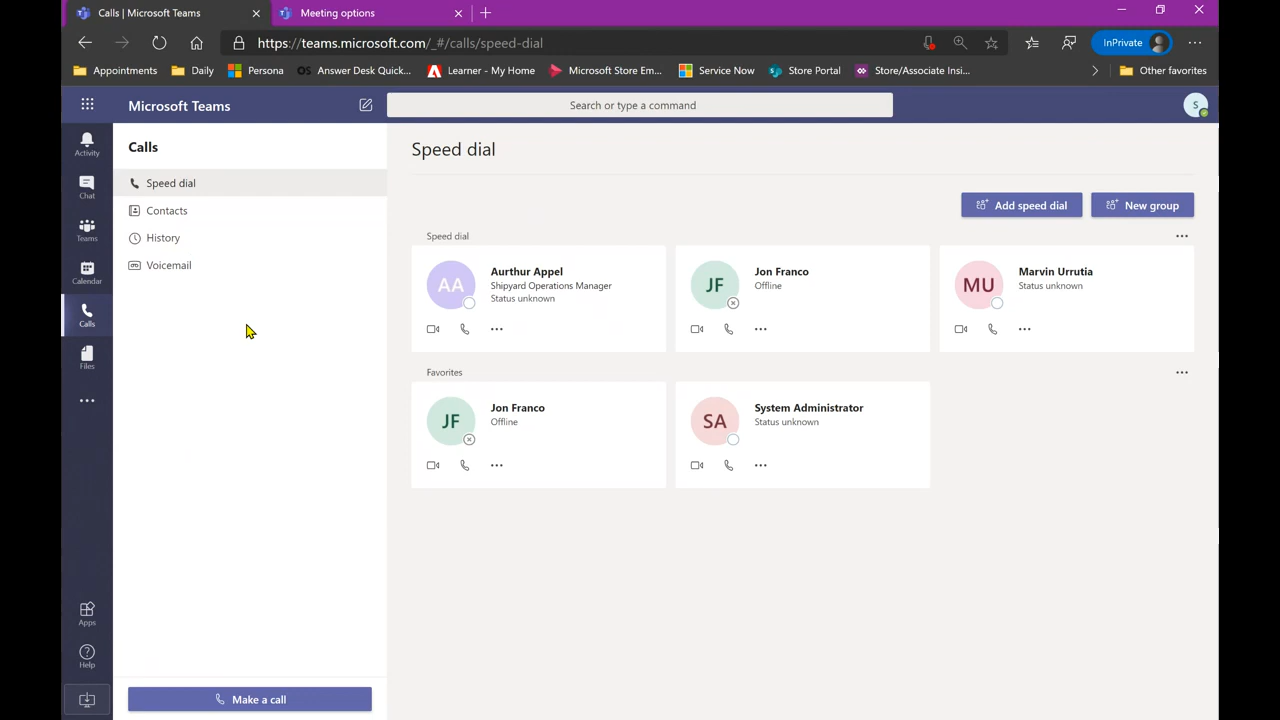 Calls | Microsoft Teams
Meeting options
https://teams.microsoft.com/_#/calls/speed-dial
InPrivate
Appointments
Daily
Persona
OS Answer Desk Quick...
Learner - My Home
Microsoft Store Em...
Service Now
Store Portal
Store/Associate Insi...
Other favorites
Microsoft Teams
Search or type a command
S
Activity
Chat
Teams
Calendar
Calls
Files
Apps
Help
Calls
Speed dial
Contacts
History
Voicemail
Make a call
Speed dial
Add speed dial
New group
Speed dial
AA
Aurthur Appel
Shipyard Operations Manager
Status unknown
JF
Jon Franco
Offline
MU
Marvin Urrutia
Status unknown
Favorites
JF
Jon Franco
Offline
SA
System Administrator
Status unknown